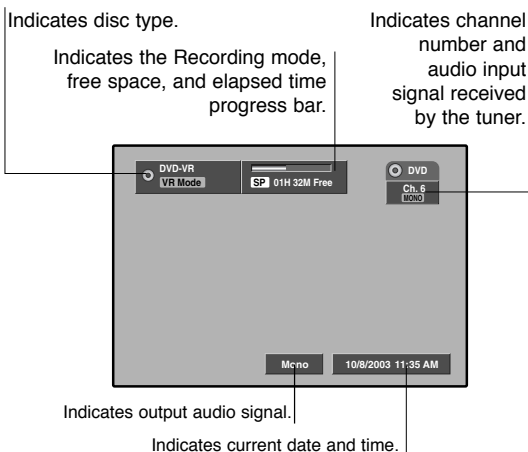 Indicates disc type.
Indicates the Recording mode,
free space, and elapsed time
progress bar.
Indicates channel
number and
audio input
signal received
by the tuner.
DVD-VR
VR Mode
SP 01H 32M Free
DVD
Ch. 6
MONO
Mono
10/8/2003 11:35 AM
Indicates output audio signal.
Indicates current date and time.